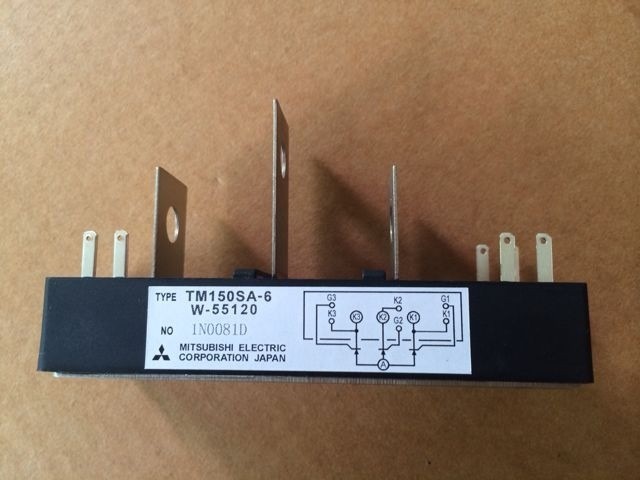 TYPE TM150SA-6
W-55120
NO 1N0081D
MITSUBISHI ELECTRIC
CORPORATION JAPAN
G3 K2 G1
K3 K3 K2 G2 K1 K1
A